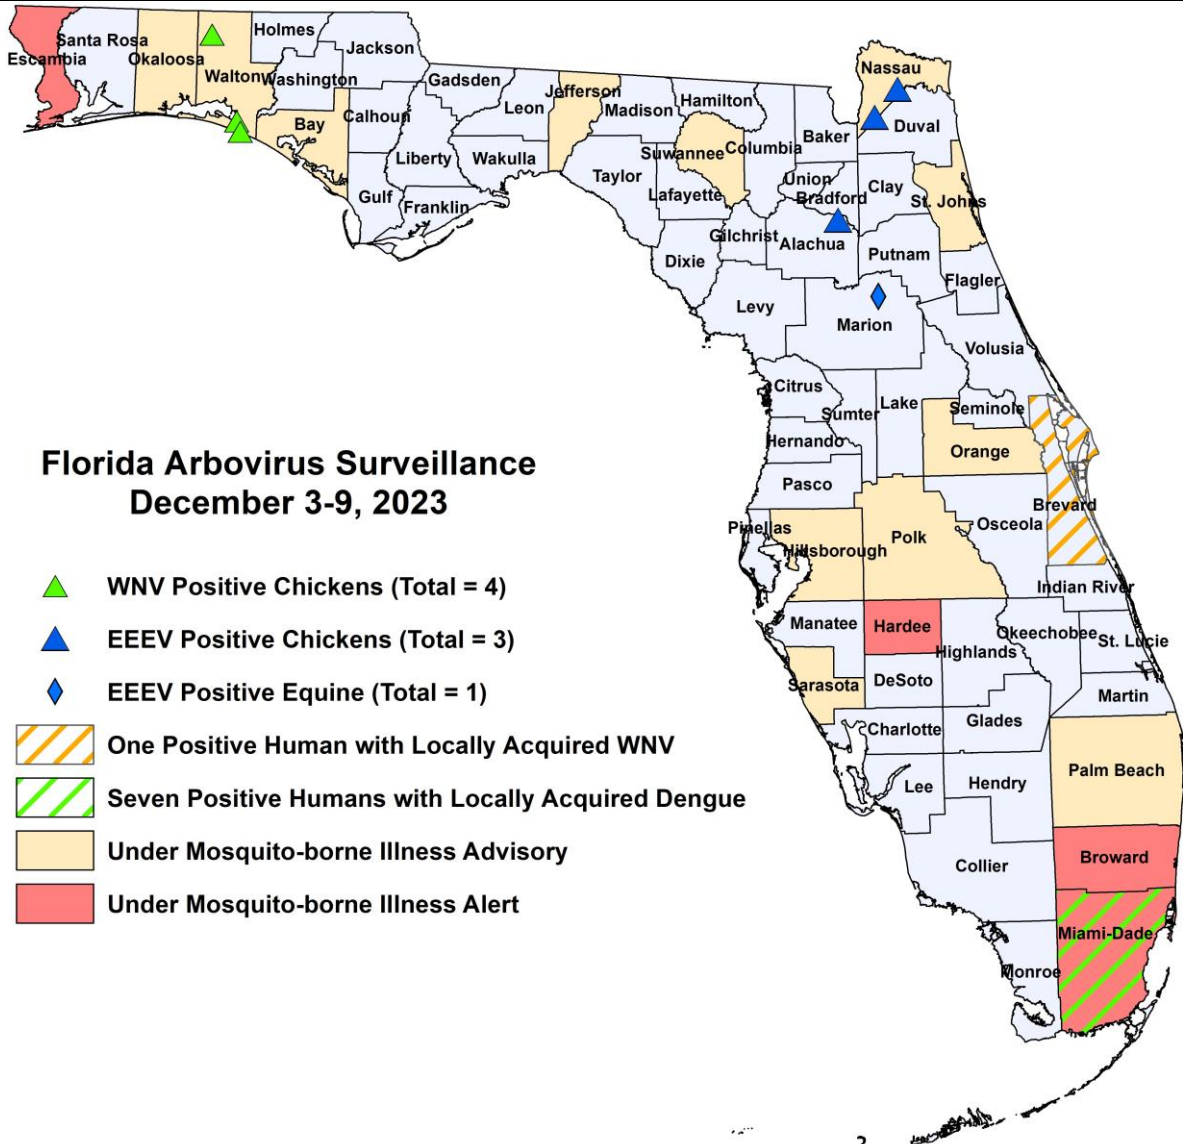 Escambia
Santa Rosa
Okaloosa
Walton
Holmes
Washington
Jackson
Bay
Calhoun
Gulf
Gadsden
Liberty
Franklin
Leon
Wakulla
Jefferson
Madison
Taylor
Hamilton
Suwannee
Lafayette
Dixie
Columbia
Gilchrist
Baker
Union
Bradford
Alachua
Levy
Nassau
Duval
Clay
St. Johns
Putnam
Flagler
Marion
Volusia
Citrus
Sumter
Lake
Seminole
Hernando
Orange
Pasco
Brevard
Pinellas
Hillsborough
Polk
Osceola
Indian River
Manatee
Hardee
Highlands
Okeechobee
St. Lucie
Sarasota
DeSoto
Martin
Charlotte
Glades
Lee
Hendry
Palm Beach
Collier
Broward
Monroe
Miami-Dade
Florida Arbovirus Surveillance
December 3-9, 2023
WNV Positive Chickens (Total = 4)
EEEV Positive Chickens (Total = 3)
EEEV Positive Equine (Total = 1)
One Positive Human with Locally Acquired WNV
Seven Positive Humans with Locally Acquired Dengue
Under Mosquito-borne Illness Advisory
Under Mosquito-borne Illness Alert